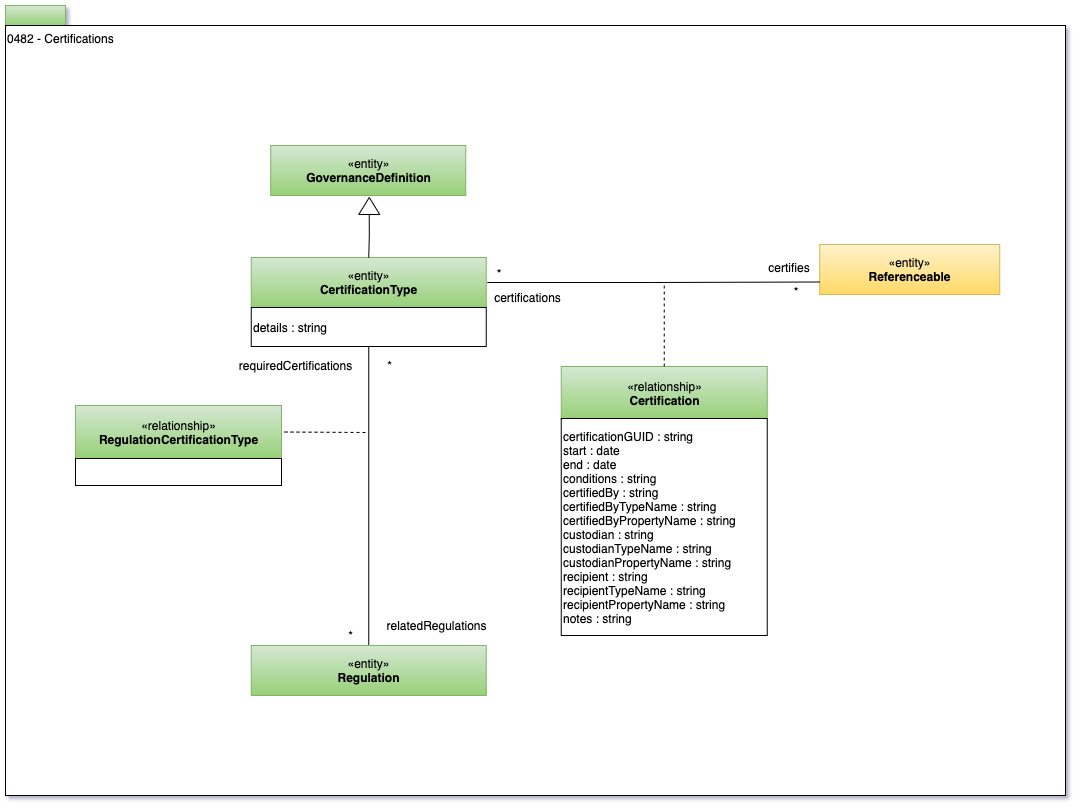 0482 - Certifications
«entity»
GovernanceDefinition
«entity»
CertificationType
details : string
*
certifications
certifies
*
«entity»
Referenceable
requiredCertifications
*
«relationship»
RegulationCertificationType
«relationship»
Certification
certificationGUID : string
start : date
end : date
conditions : string
certifiedBy : string
certifiedByTypeName : string
certifiedByPropertyName : string
custodian : string
custodianTypeName : string
custodianPropertyName : string
recipient : string
recipientTypeName : string
recipientPropertyName : string
notes : string
*
relatedRegulations
«entity»
Regulation